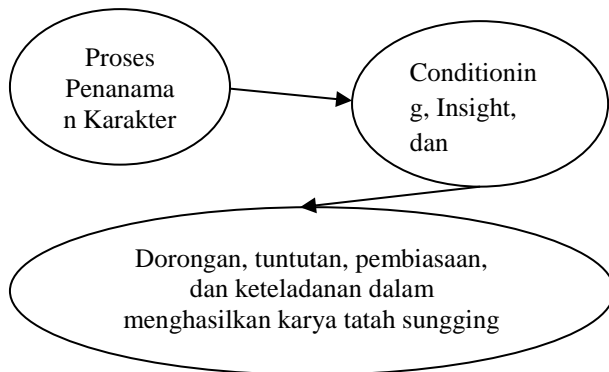 Proses
Penanama
n Karakter
Conditionin
g, Insight,
dan
Dorongan, tuntutan, pembiasaan,
dan keteladanan dalam
menghasilkan karya tatah sungging